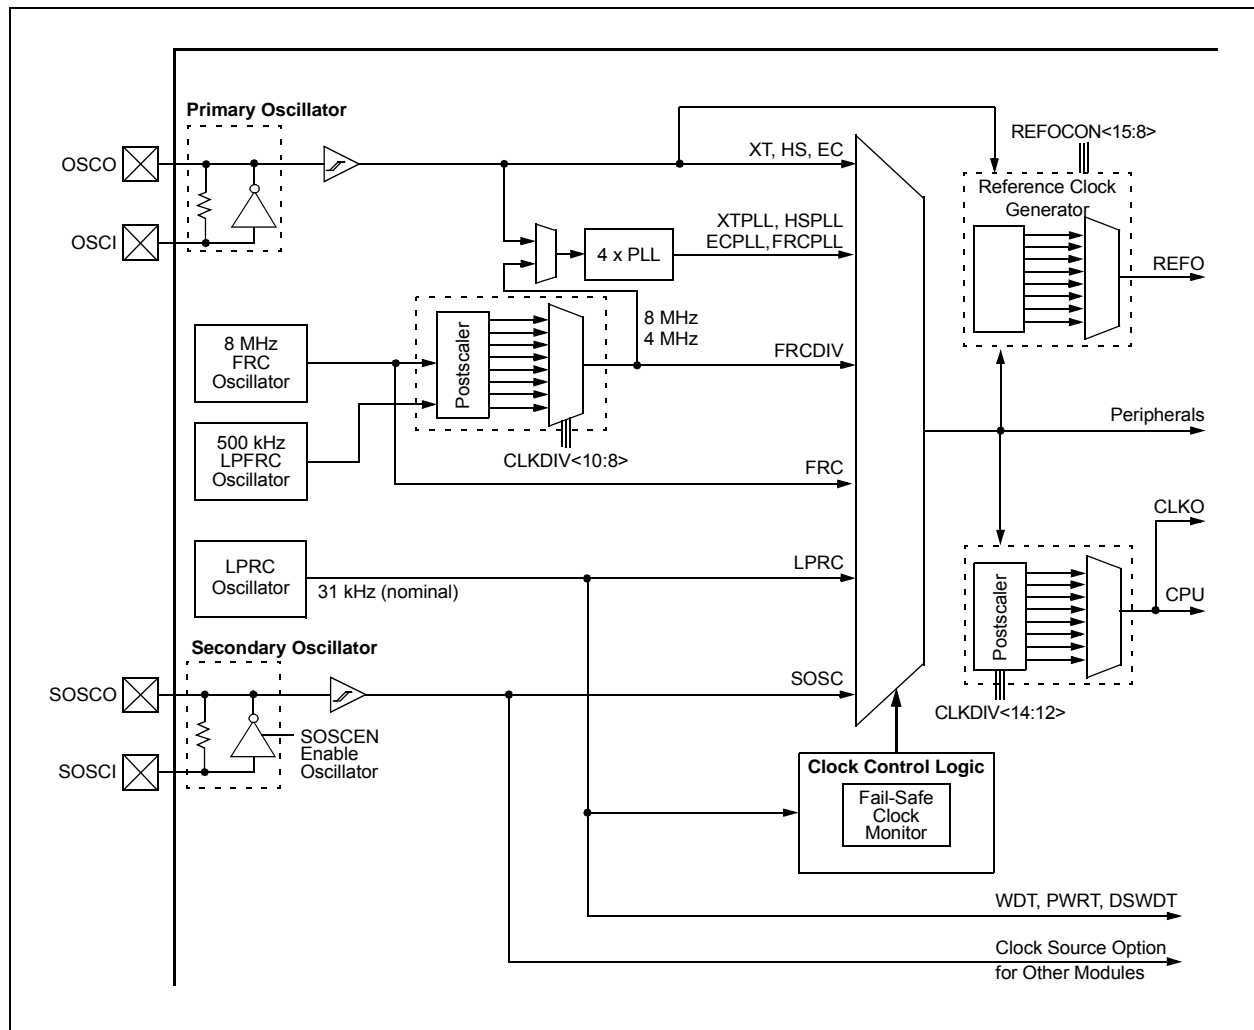 Primary Oscillator
REFOCON<15:8>
OSCO
XT, HS, EC
Reference Clock
Generator
OSCI
XTPLL, HSPLL
ECPLL,FRCPLL
4 x PLL
REFO
8 MHz
FRC
Oscillator
Postscaler
8 MHz
4 MHz
FRCDIV
Peripherals
500 kHz
LPFRC
Oscillator
CLKDIV<10:8>
FRC
CLKO
LPRC
Oscillator
31 kHz (nominal)
LPRC
Postscaler
CPU
Secondary Oscillator
SOSCO
SOSC
CLKDIV<14:12>
SOSCEN
Enable
Oscillator
SOSCI
Clock Control Logic
Fail-Safe
Clock
Monitor
WDT, PWRT, DSWDT
Clock Source Option
for Other Modules